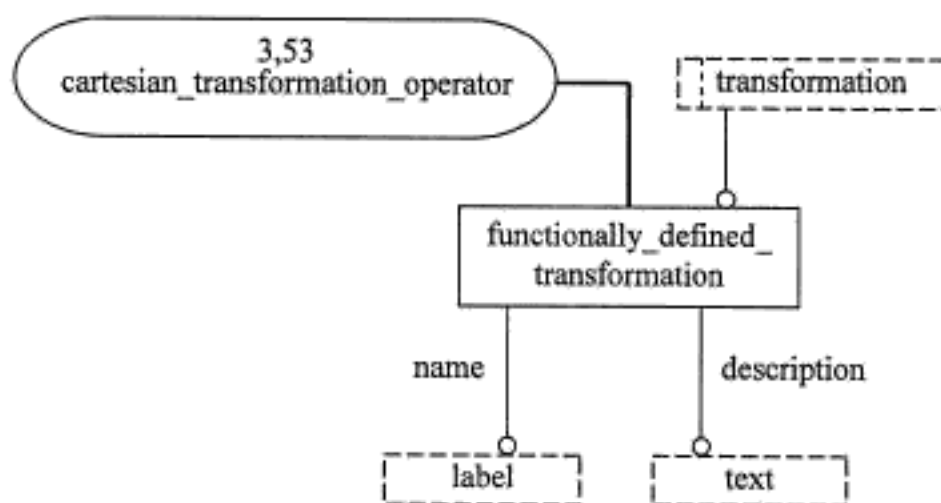 3,53
cartesian_transformation_operator
transformation
functionally_defined_
transformation
name
description
label
text